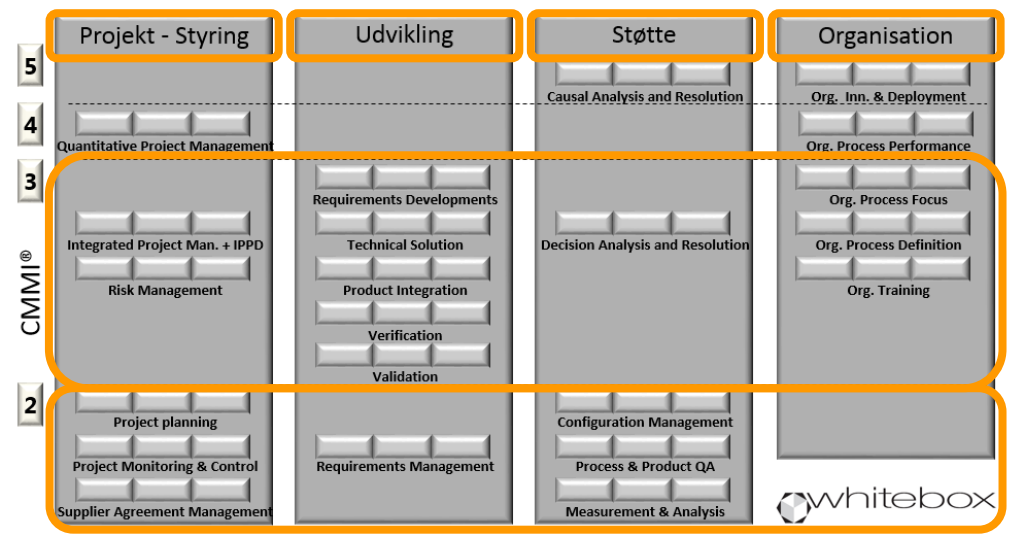 Projekt - Styring
Udvikling
Støtte
Organisation
5
Causal Analysis and Resolution
Org. Inn. & Deployment
4
Quantitative Project Management
Org. Process Performance
3
Requirements Developments
Org. Process Focus
Integrated Project Man. + IPPD
Technical Solution
Decision Analysis and Resolution
Org. Process Definition
Risk Management
Product Integration
Org. Training
CMMI®
Verification
Validation
2
Project planning
Configuration Management
Project Monitoring & Control
Requirements Management
Process & Product QA
Supplier Agreement Management
Measurement & Analysis
whitebox